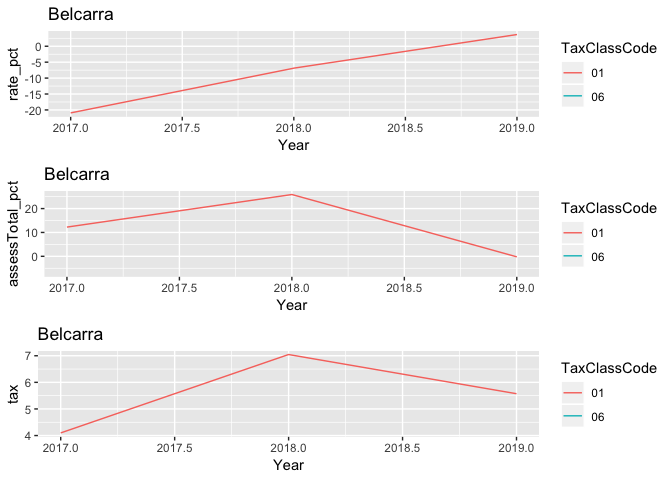 Belcarra
rate_pct
0
-5
-10
-15
-20
2017.0 2017.5 2018.0 2018.5 2019.0
Year
TaxClassCode
01
06
Belcarra
assessTotal_pct
20
10
0
2017.0 2017.5 2018.0 2018.5 2019.0
Year
TaxClassCode
01
06
Belcarra
tax
7
6
5
4
2017.0 2017.5 2018.0 2018.5 2019.0
Year
TaxClassCode
01
06